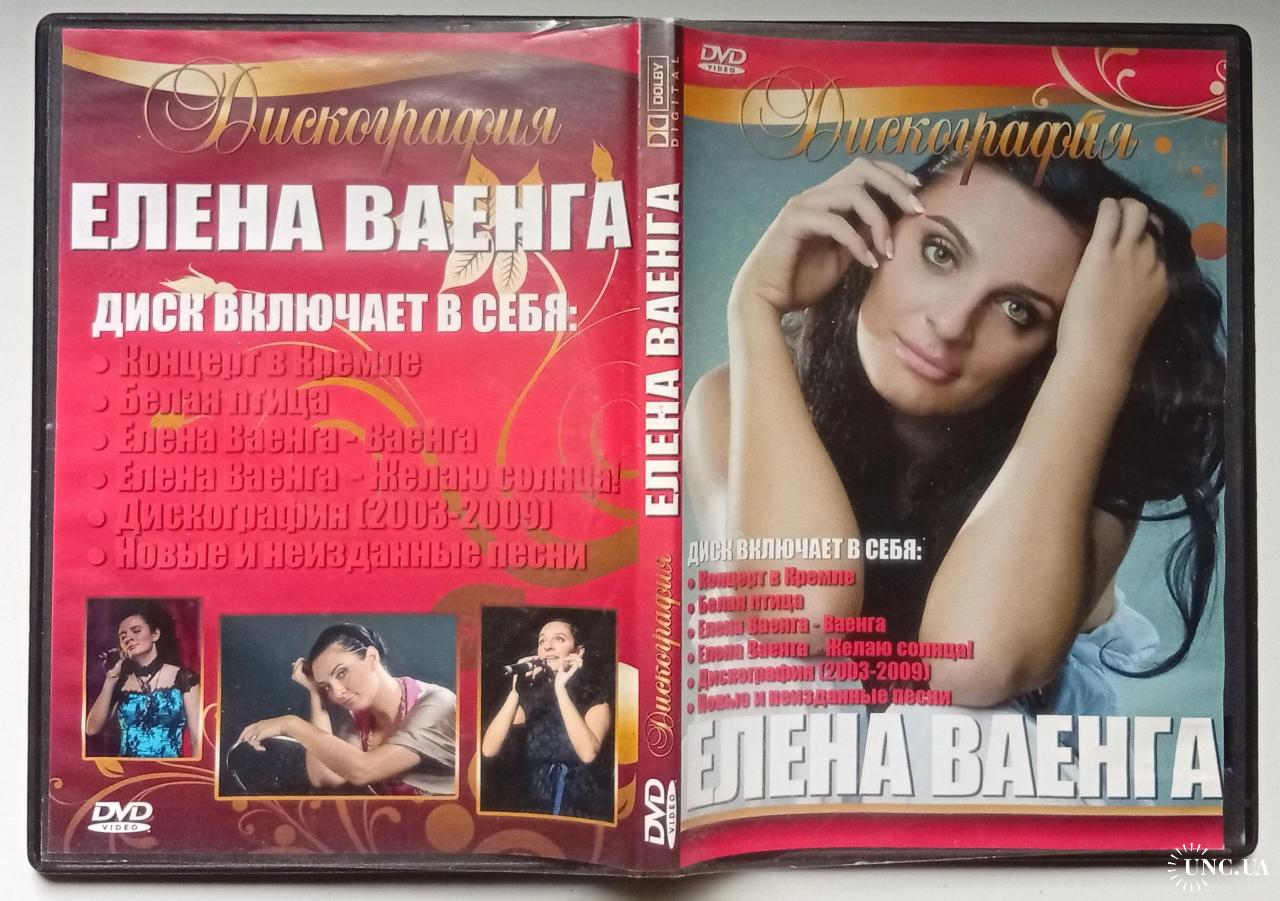 Дискография
ЕЛЕНА ВАЕНГА
ДИСК ВКЛЮЧАЕТ В СЕБЯ:
• Концерт в Кремле
• Белая птица
• Елена Ваенга - Ваенга
• Елена Ваенга - Желаю солнца!
• Дискография (2003-2009)
• Новые и неизданные песни
DVD
VIDEO
DOLBY
DIGITAL
ЕЛЕНА ВАЕНГА
Дискография
DVD
VIDEO
DVD
VIDEO
Дискография
ДИСК ВКЛЮЧАЕТ В СЕБЯ:
• Концерт в Кремле
• Белая птица
• Елена Ваенга - Ваенга
• Елена Ваенга - Желаю солнца!
• Дискография (2003-2009)
• Новые и неизданные песни
ЕЛЕНА ВАЕНГА
UNC.UA